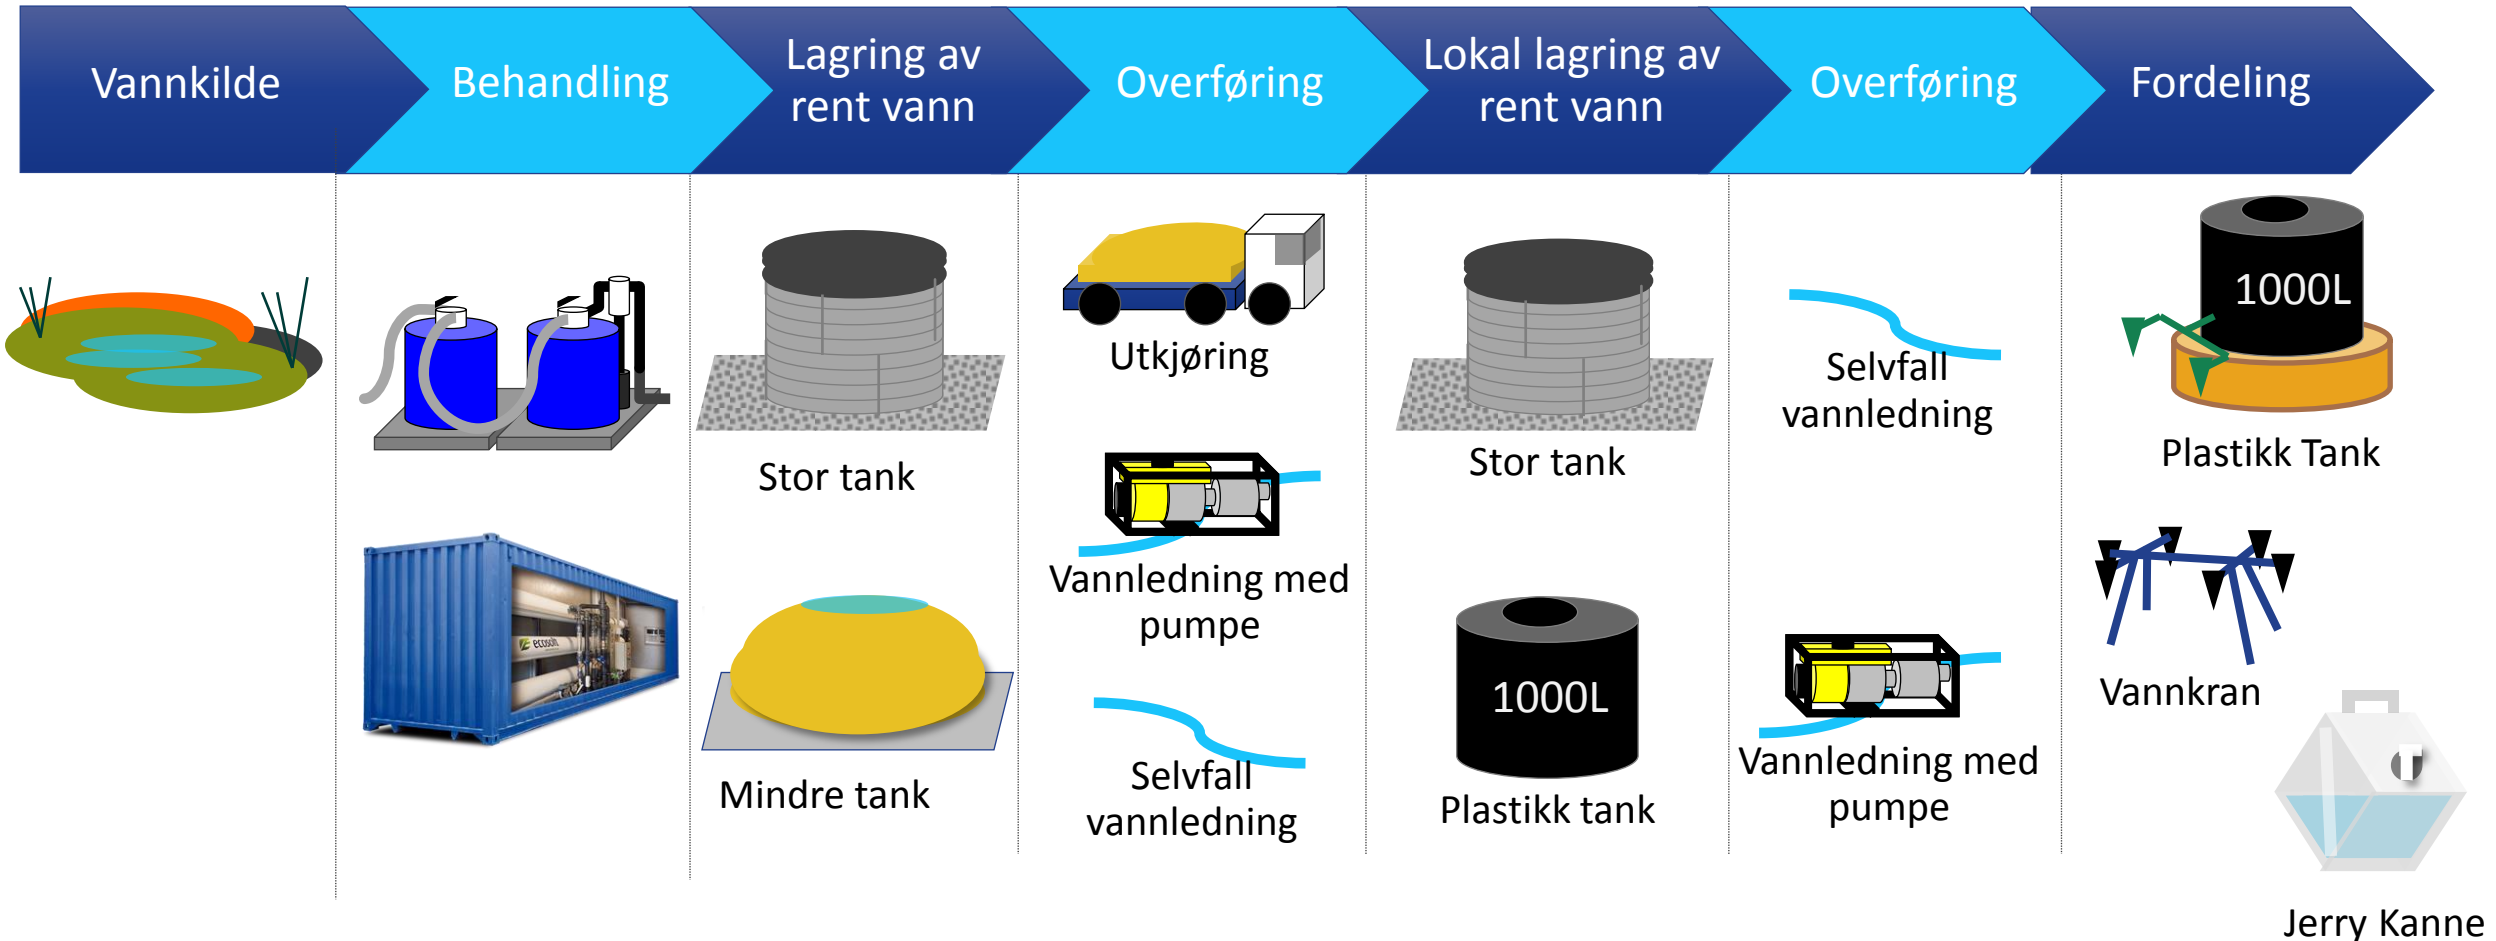 Vannkilde
Behandling
Lagring av
rent vann
Overføring
Lokal lagring av
rent vann
Overføring
Fordeling
ecosoft
Stor tank
Mindre tank
Utkjøring
Vannledning med
pumpe
Selvfall
vannledning
Stor tank
1000L
Plastikk tank
Selvfall
vannledning
Vannledning med
pumpe
1000L
Plastikk Tank
Vannkran
Jerry Kanne